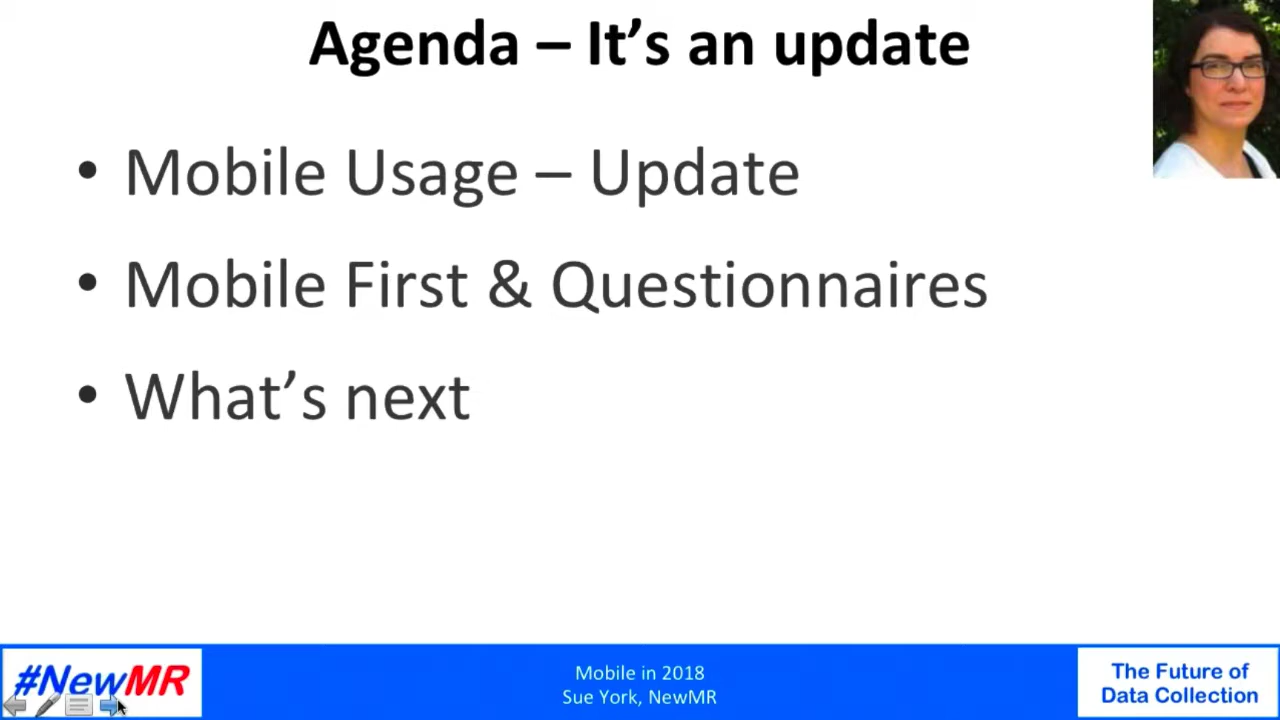 Agenda – It’s an update
• Mobile Usage – Update
• Mobile First & Questionnaires
• What’s next
#NewMR
Mobile in 2018
Sue York, NewMR
The Future of
Data Collection